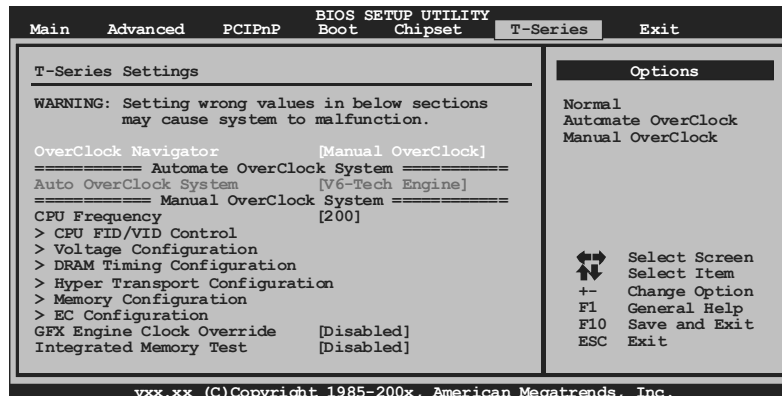 BIOS SETUP UTILITY
Main Advanced PCIPnP Boot Chipset T-Series Exit
T-Series Settings
WARNING: Setting wrong values in below sections
may cause system to malfunction.
OverClock Navigator [Manual OverClock]
=========== Automate OverClock System ===========
Auto OverClock System [V6-Tech Engine]
============ Manual OverClock System ============
CPU Frequency [200]
> CPU FID/VID Control
> Voltage Configuration
> DRAM Timing Configuration
> Hyper Transport Configuration
> Memory Configuration
> EC Configuration
GFX Engine Clock Override [Disabled]
Integrated Memory Test [Disabled]
Options
Normal
Automate OverClock
Manual OverClock
Select Screen
Select Item
+- Change Option
F1 General Help
F10 Save and Exit
ESC Exit
vxx.xx (C)Copyright 1985-200x, American Megatrends, Inc.